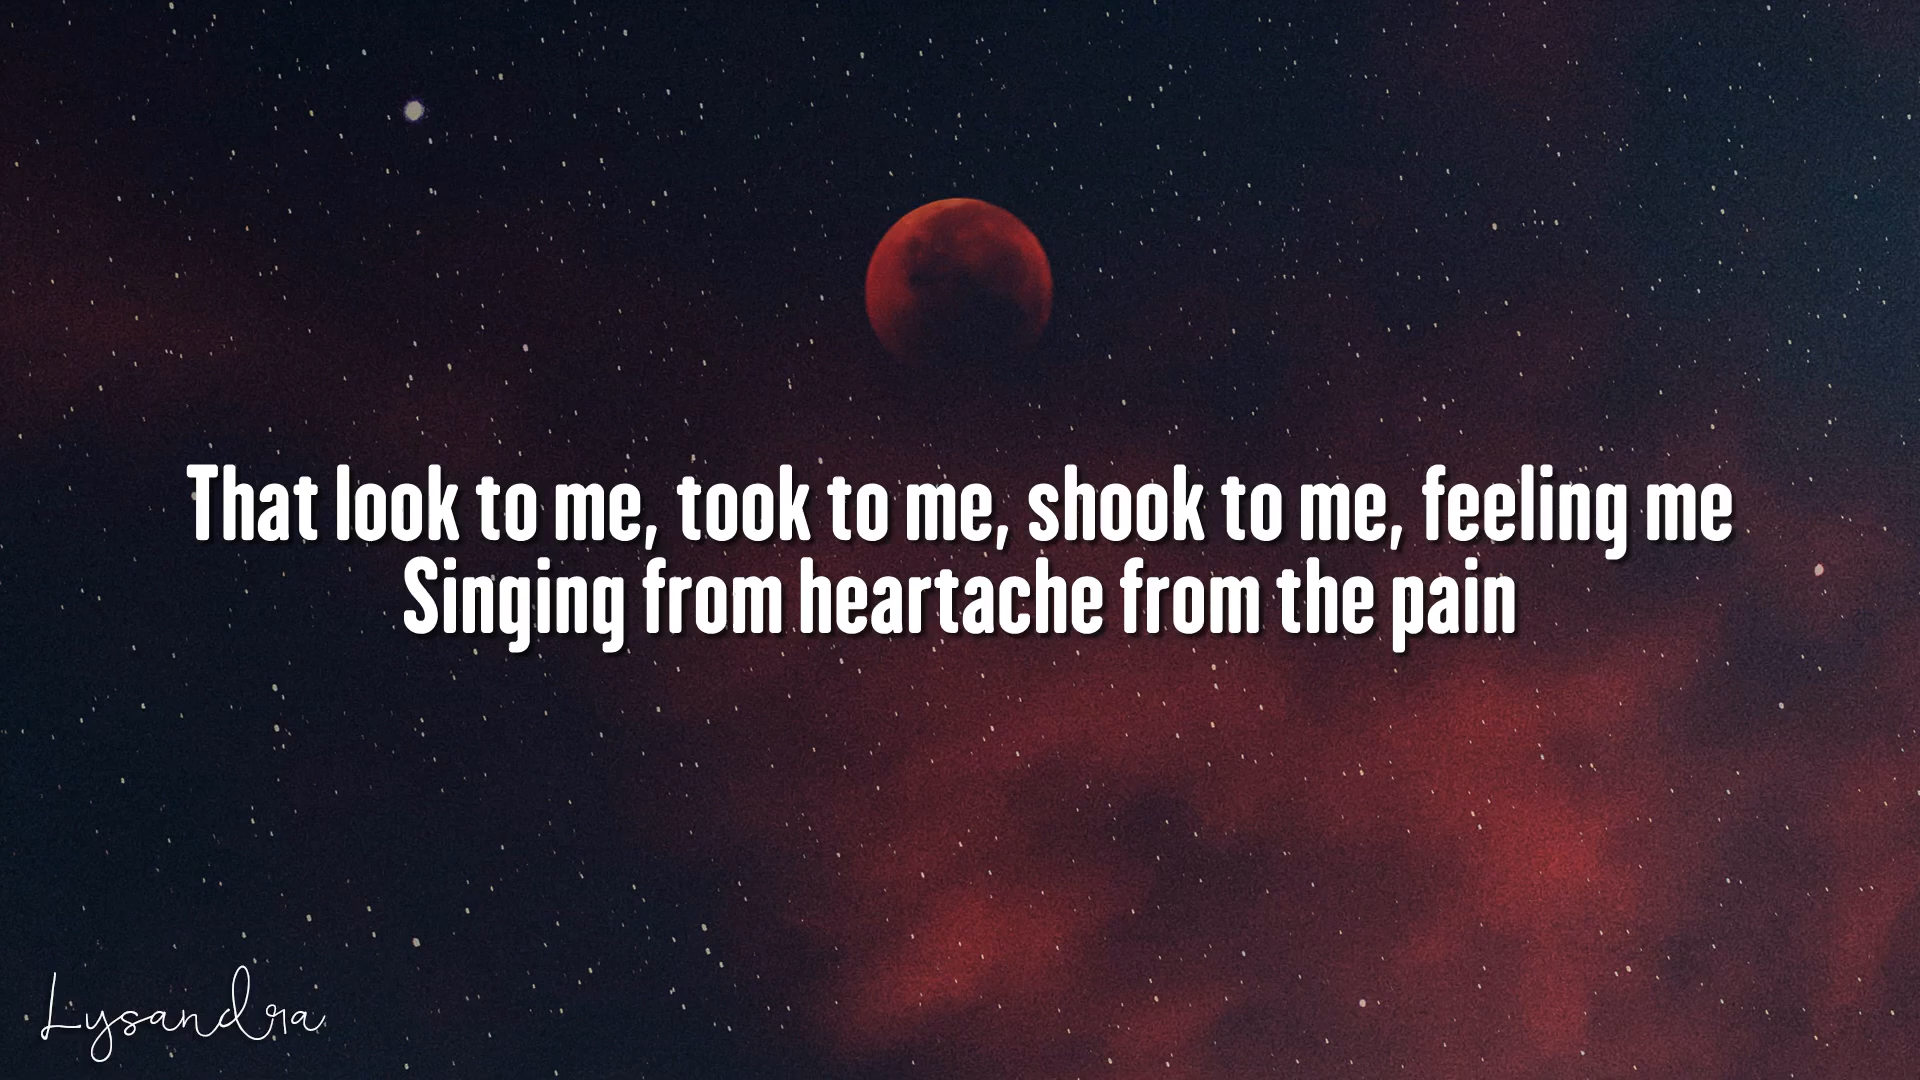 That look to me, took to me, shook to me, feeling me
Singing from heartache from the pain
Lysandra